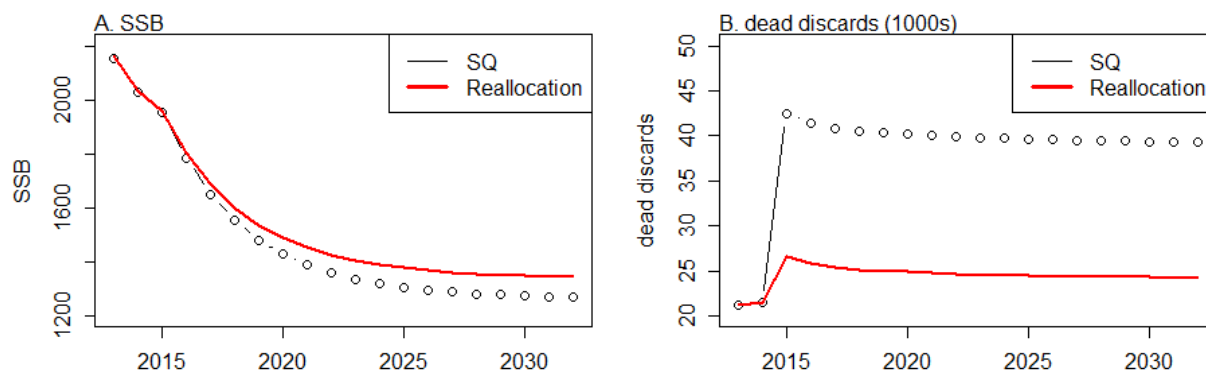 A. SSB
SQ
Reallocation
SSB
2000
1600
1200
2015 2020 2025 2030
B. dead discards (1000s)
SQ
Reallocation
dead discards
50
45
40
35
30
25
20
2015 2020 2025 2030